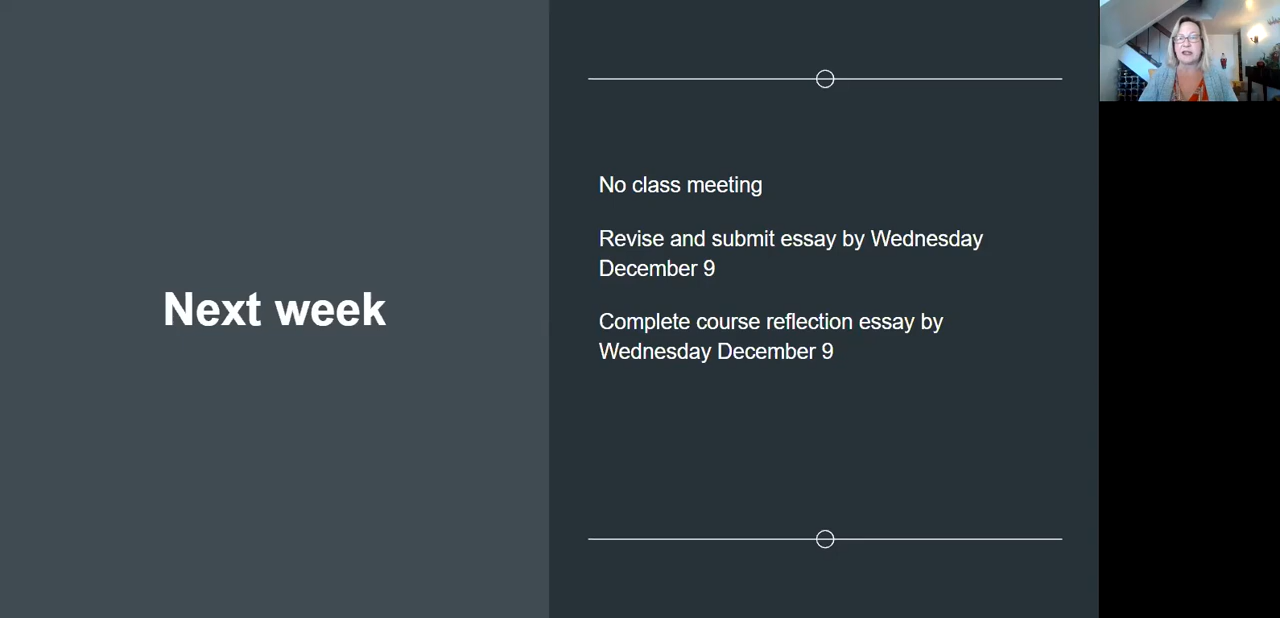 Next week
No class meeting
Revise and submit essay by Wednesday
December 9
Complete course reflection essay by
Wednesday December 9